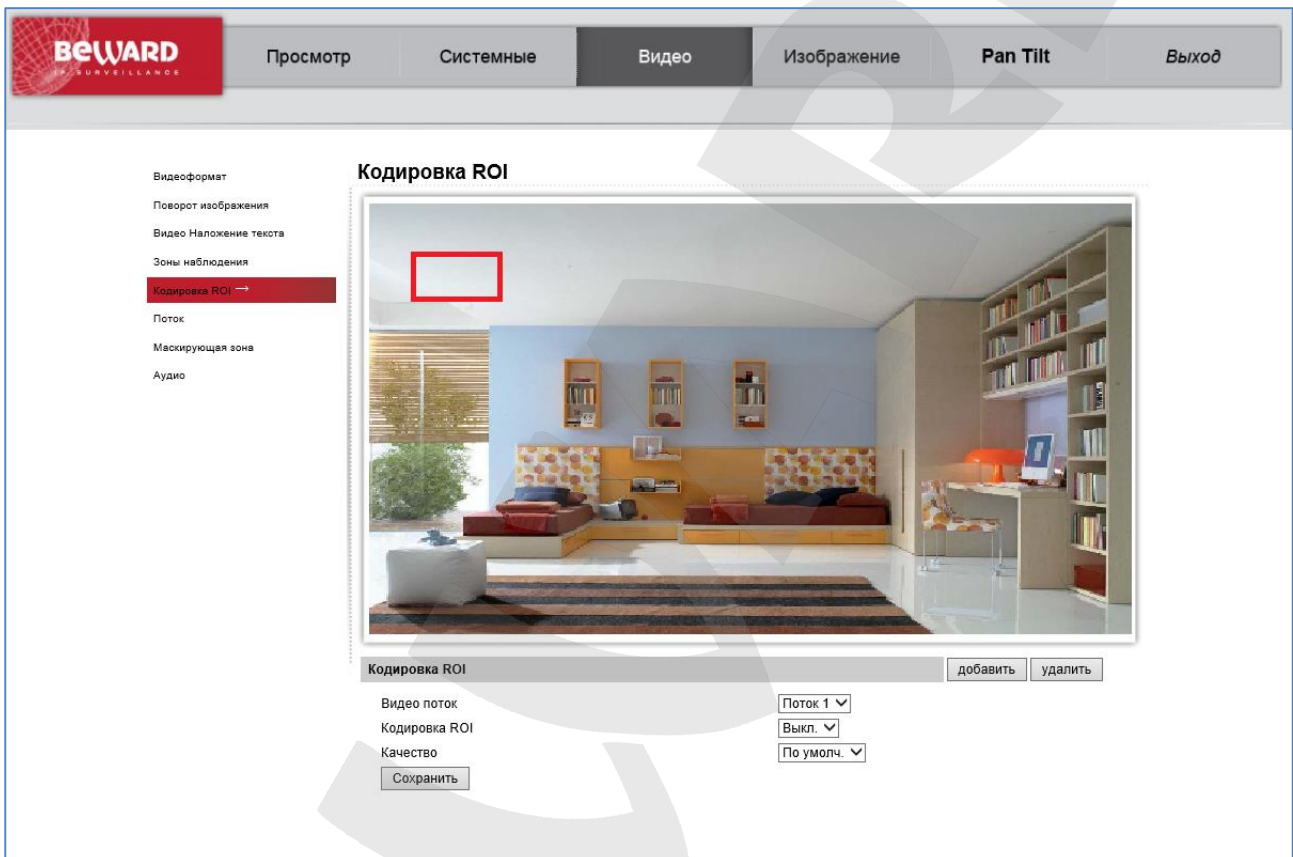 BEWARD
IP SURVEILLANCE
Просмотр
Системные
Видео
Изображение
Pan Tilt
Выход
Видеоформат
Поворот изображения
Видео Наложение текста
Зоны наблюдения
Кодировка ROI →
Поток
Маскирующая зона
Аудио
Кодировка ROI
Кодировка ROI
добавить
удалить
Видео поток
Поток 1
Кодировка ROI
Выкл.
Качество
По умолч.
Сохранить